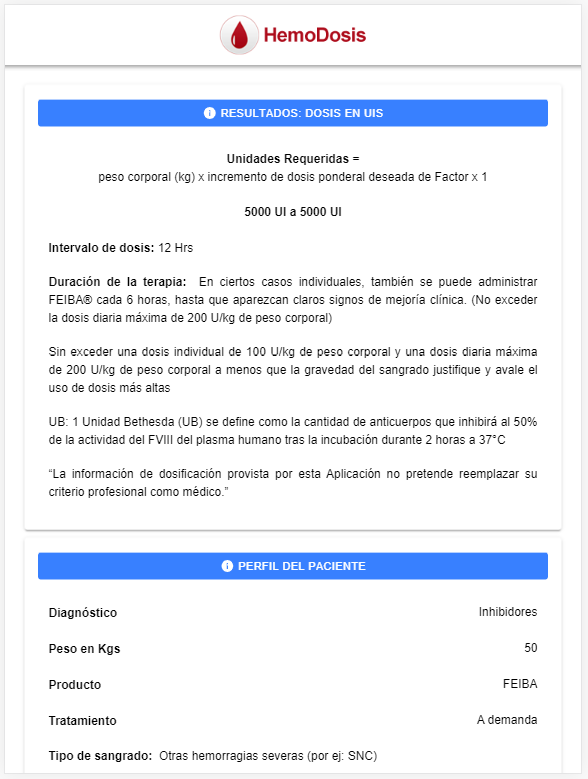 HemoDosis
RESULTADOS: DOSIS EN UIS
Unidades Requeridas =
peso corporal (kg) x incremento de dosis ponderal deseada de Factor x 1
5000 UI a 5000 UI
Intervalo de dosis: 12 Hrs
Duración de la terapia: En ciertos casos individuales, también se puede administrar
FEIBA® cada 6 horas, hasta que aparezcan claros signos de mejoría clínica. (No exceder
la dosis diaria máxima de 200 U/kg de peso corporal)
Sin exceder una dosis individual de 100 U/kg de peso corporal y una dosis diaria máxima
de 200 U/kg de peso corporal a menos que la gravedad del sangrado justifique y avale el
uso de dosis más altas
UB: 1 Unidad Bethesda (UB) se define como la cantidad de anticuerpos que inhibirá al 50%
de la actividad del FVIII del plasma humano tras la incubación durante 2 horas a 37°C
“La información de dosificación provista por esta Aplicación no pretende reemplazar su
criterio profesional como médico.”
PERFIL DEL PACIENTE
Diagnóstico Inhibidores
Peso en Kgs 50
Producto FEIBA
Tratamiento A demanda
Tipo de sangrado: Otras hemorragias severas (por ej: SNC)